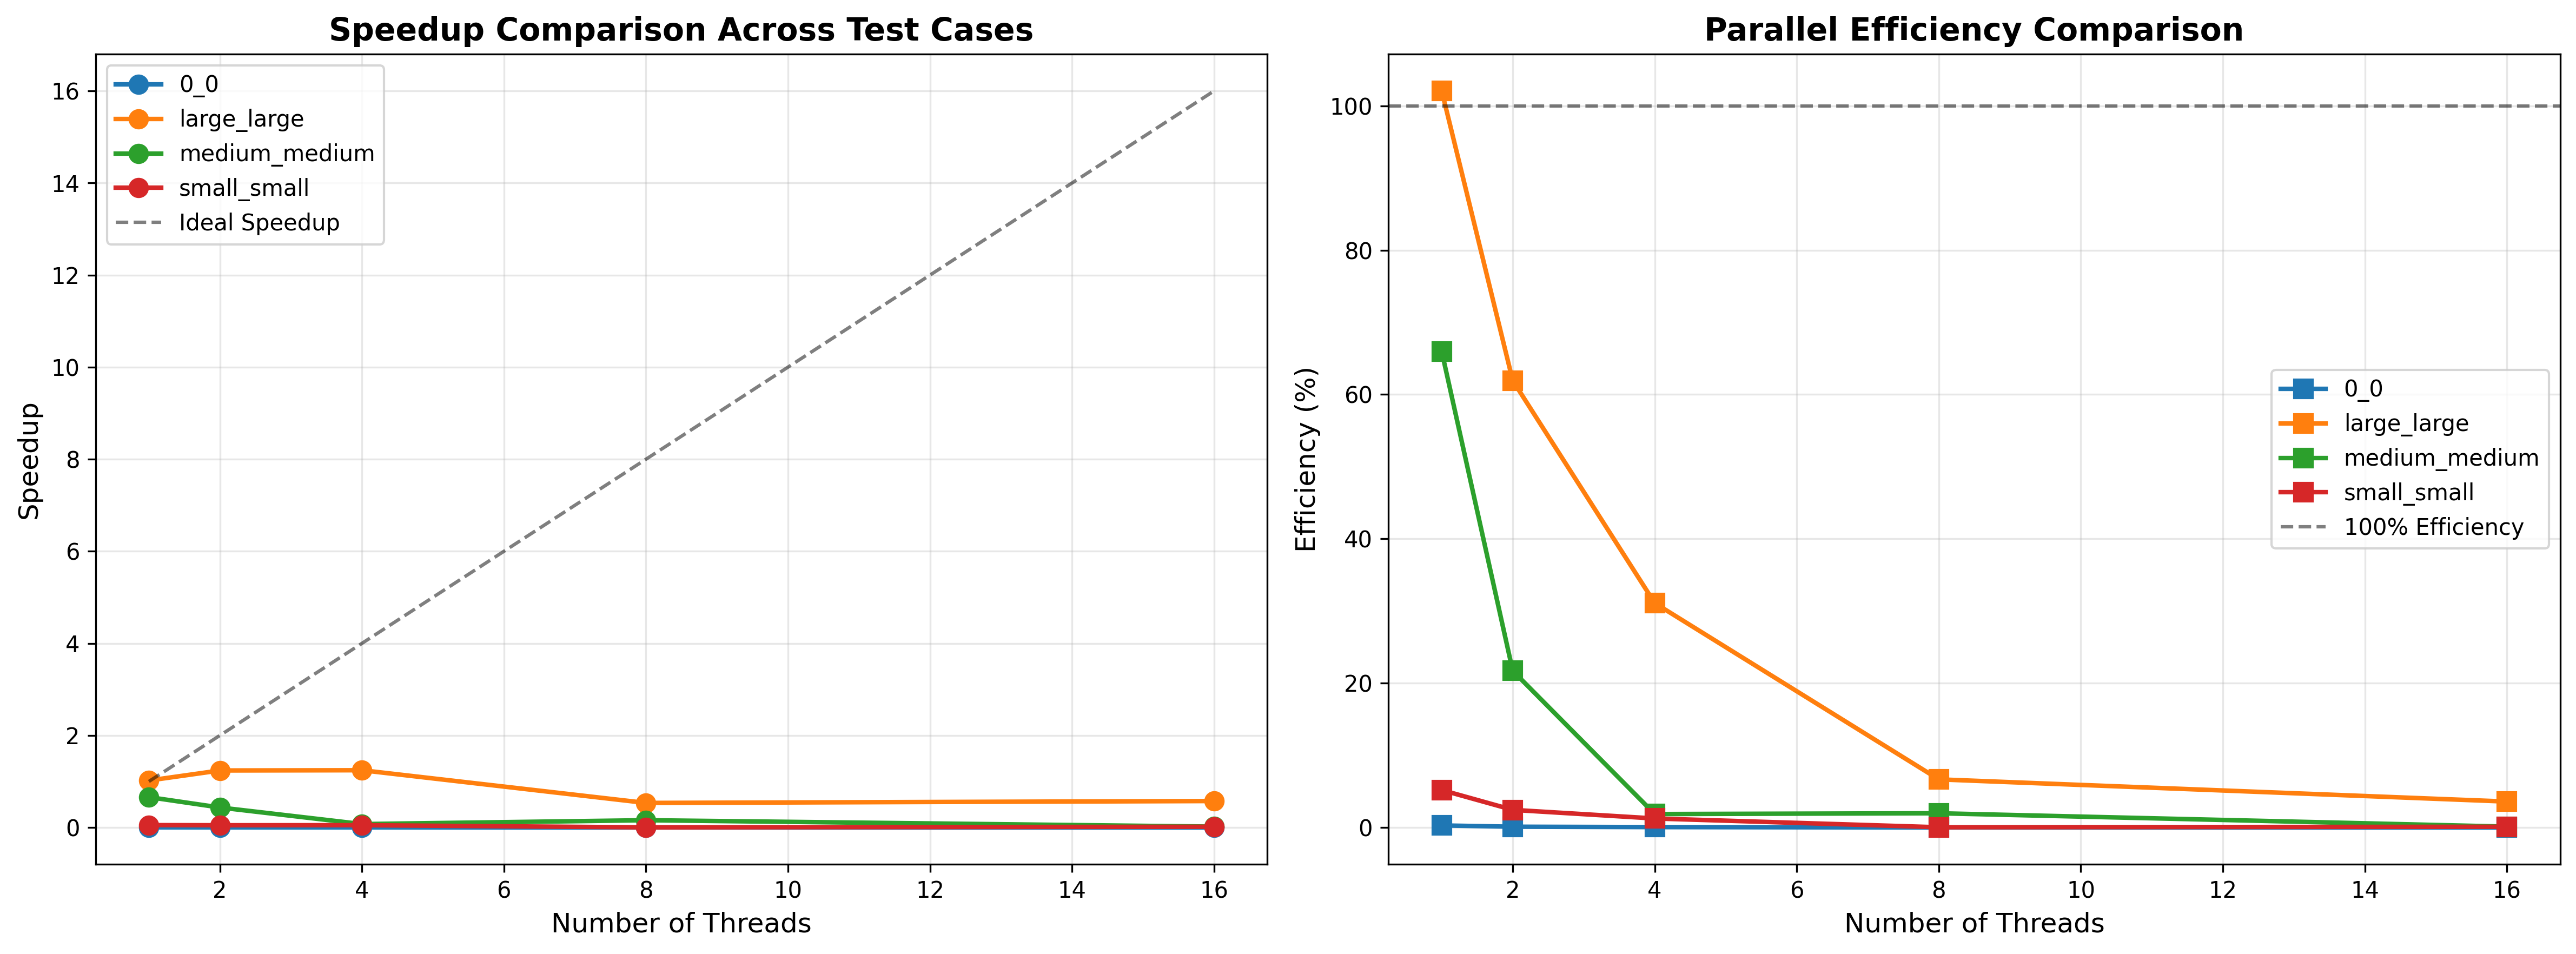 Speedup Comparison Across Test Cases
Speedup
16
14
12
10
8
6
4
2
0
0_0
large_large
medium_medium
small_small
Ideal Speedup
2
4
6
8
10
12
14
16
Number of Threads
Parallel Efficiency Comparison
Efficiency (%)
100
80
60
40
20
0
0_0
large_large
medium_medium
small_small
100% Efficiency
2
4
6
8
10
12
14
16
Number of Threads